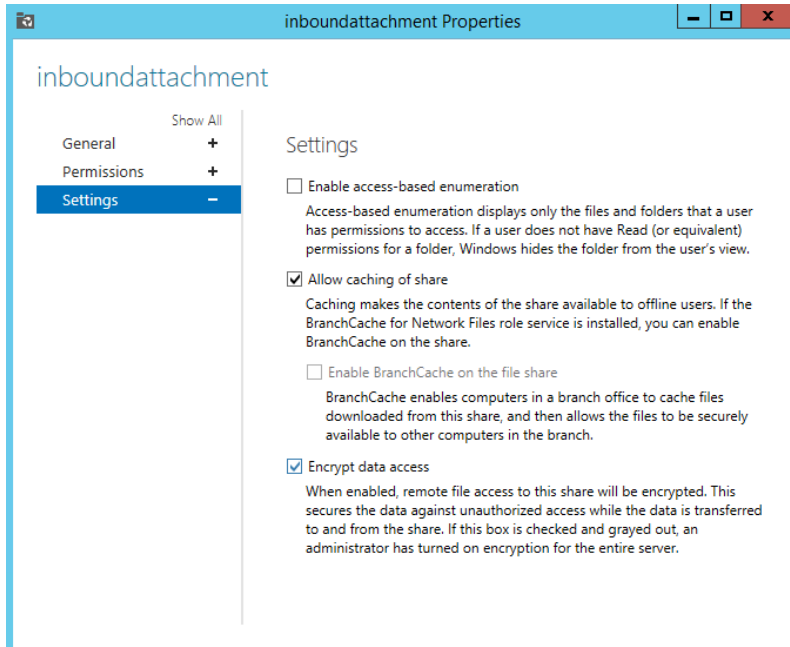 inboundattachment Properties
inboundattachment
Show All
General +
Permissions +
Settings −
Settings
Enable access-based enumeration
Access-based enumeration displays only the files and folders that a user
has permissions to access. If a user does not have Read (or equivalent)
permissions for a folder, Windows hides the folder from the user's view.
Allow caching of share
Caching makes the contents of the share available to offline users. If the
BranchCache for Network Files role service is installed, you can enable
BranchCache on the share.
Enable BranchCache on the file share
BranchCache enables computers in a branch office to cache files
downloaded from this share, and then allows the files to be securely
available to other computers in the branch.
Encrypt data access
When enabled, remote file access to this share will be encrypted. This
secures the data against unauthorized access while the data is transferred
to and from the share. If this box is checked and grayed out, an
administrator has turned on encryption for the entire server.